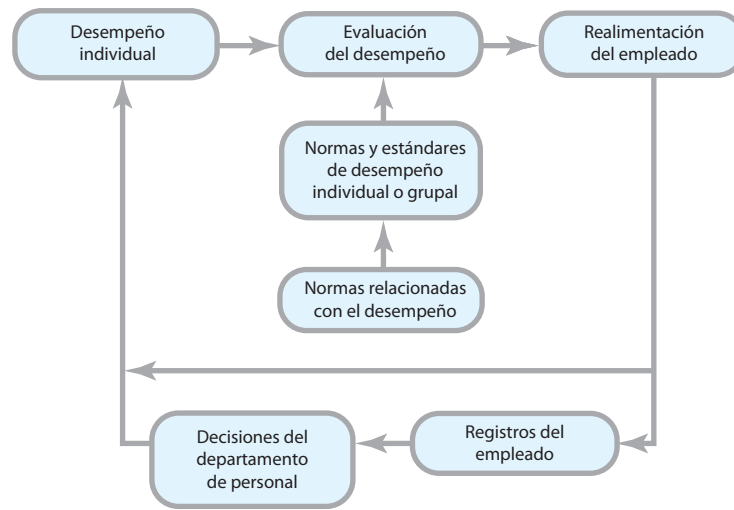 Desempeño
individual
Evaluación
del desempeño
Realimentación
del empleado
Normas y estándares
de desempeño
individual o grupal
Normas relacionadas
con el desempeño
Decisiones del
departamento
de personal
Registros del
empleado